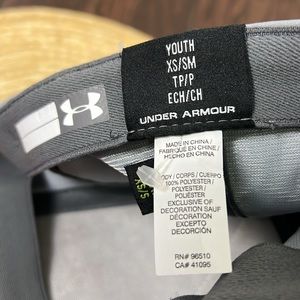 YOUTH
XS/SM
TP/P
ECH/CH
UNDER ARMOUR
MADE IN CHINA /
FABRIQUÉ EN CHINE /
HECHO EN CHINA
BODY / CORPS / CUERPO
100% POLYESTER /
POLYESTER /
POLIÉSTER
EXCLUSIVE OF
DECORATION SAUF
DÉCORATION
EXCEPTO
DECORACIÓN
RN# 96510
CA# 41095